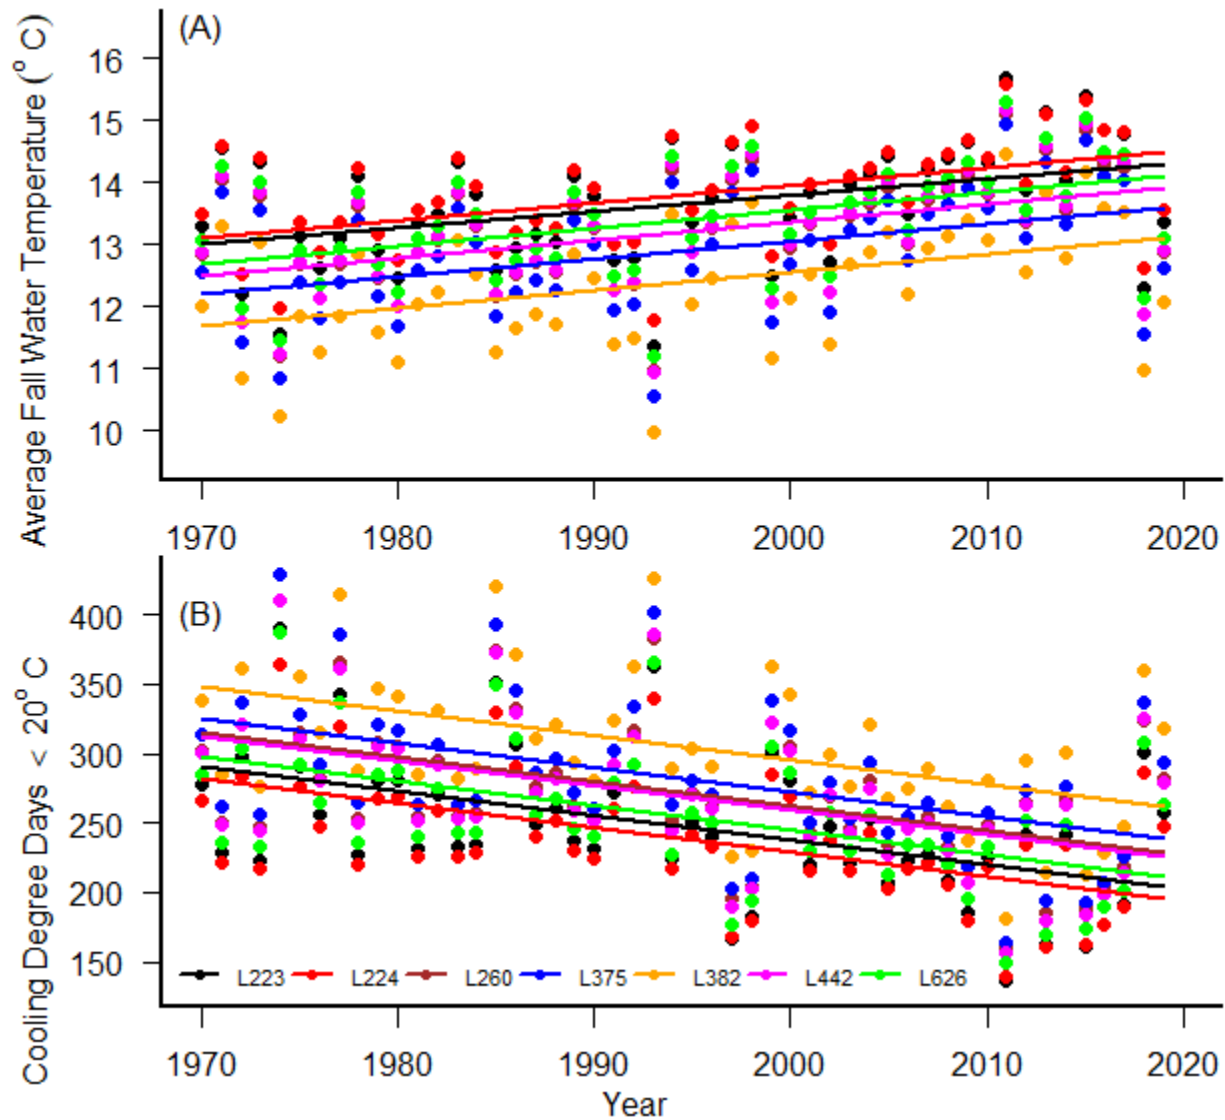 (A)
Average Fall Water Temperature (° C)
16
15
14
13
12
11
10
1970 1980 1990 2000 2010 2020
(B)
Cooling Degree Days < 20° C
400
350
300
250
200
150
L223 L224 L260 L375 L382 L442 L626
1970 1980 1990 2000 2010 2020
Year